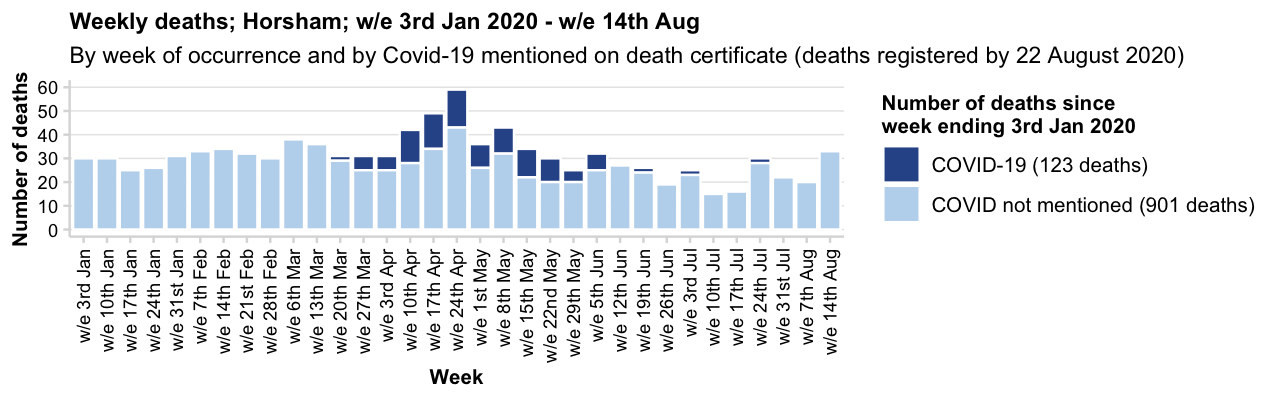 Weekly deaths; Horsham; w/e 3rd Jan 2020 - w/e 14th Aug
By week of occurrence and by Covid-19 mentioned on death certificate (deaths registered by 22 August 2020)
Number of deaths
60
50
40
30
20
10
0
w/e 3rd Jan
w/e 10th Jan
w/e 17th Jan
w/e 24th Jan
w/e 31st Jan
w/e 7th Feb
w/e 14th Feb
w/e 21st Feb
w/e 28th Feb
w/e 6th Mar
w/e 13th Mar
w/e 20th Mar
w/e 27th Mar
w/e 3rd Apr
w/e 10th Apr
w/e 17th Apr
w/e 24th Apr
w/e 1st May
w/e 8th May
w/e 15th May
w/e 22nd May
w/e 29th May
w/e 5th Jun
w/e 12th Jun
w/e 19th Jun
w/e 26th Jun
w/e 3rd Jul
w/e 10th Jul
w/e 17th Jul
w/e 24th Jul
w/e 31st Jul
w/e 7th Aug
w/e 14th Aug
Week
Number of deaths since
week ending 3rd Jan 2020
COVID-19 (123 deaths)
COVID not mentioned (901 deaths)